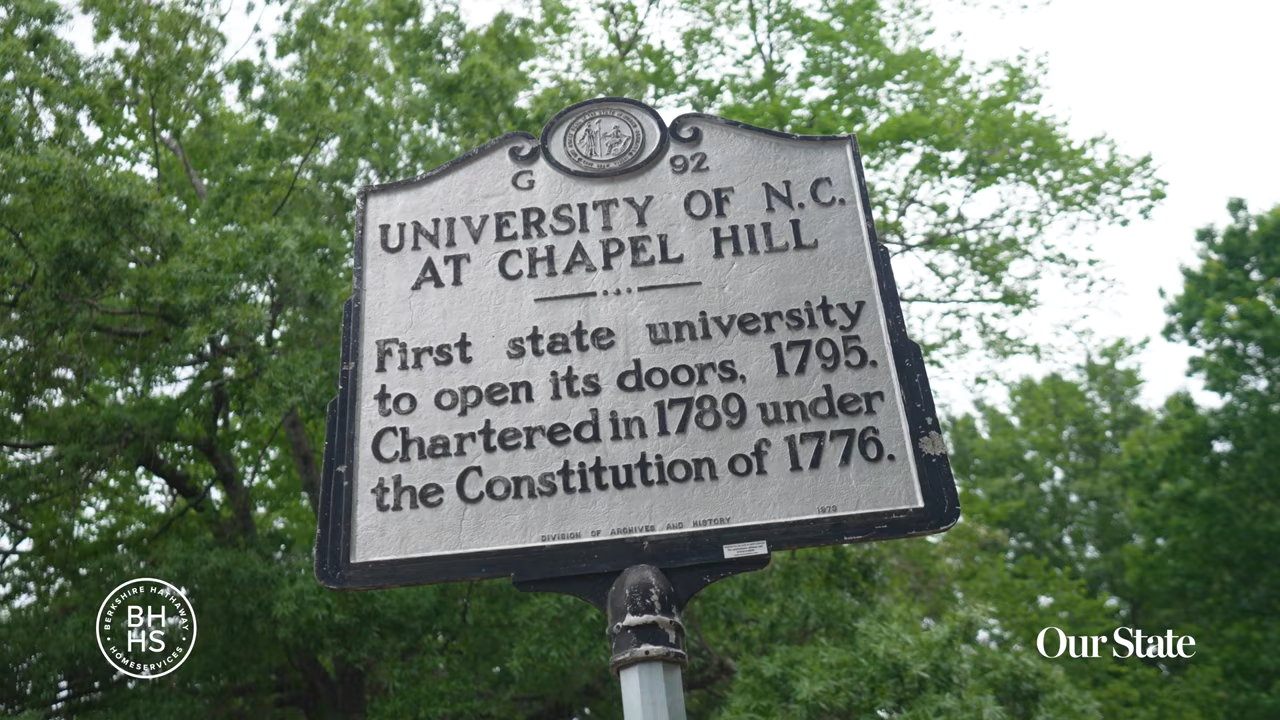 G 92
UNIVERSITY OF N.C.
AT CHAPEL HILL
First state university
to open its doors, 1795.
Chartered in 1789 under
the Constitution of 1776.
DIVISION OF ARCHIVES AND HISTORY 1979
BERKSHIRE HATHAWAY
BH
HS
HOMESERVICES
Our State